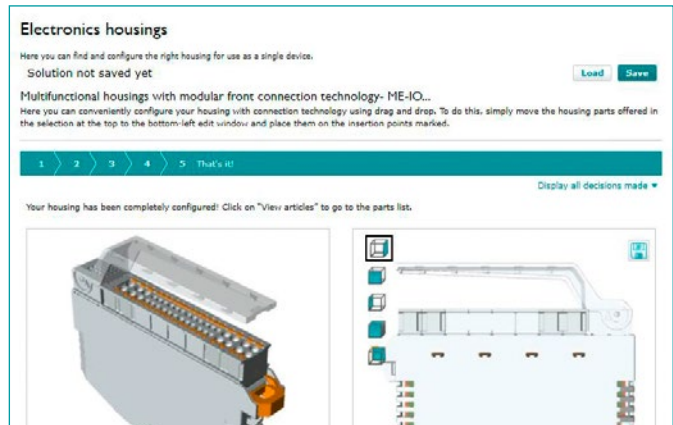 Electronics housings
Here you can find and configure the right housing for use as a single device.
Solution not saved yet
Load Save
Multifunctional housings with modular front connection technology- ME-IO...
Here you can conveniently configure your housing with connection technology using drag and drop. To do this, simply move the housing parts offered in
the selection at the top to the bottom-left edit window and place them on the insertion points marked.
1 2 3 4 5 That's it!
Display all decisions made
Your housing has been completely configured! Click on "View articles" to go to the parts list.